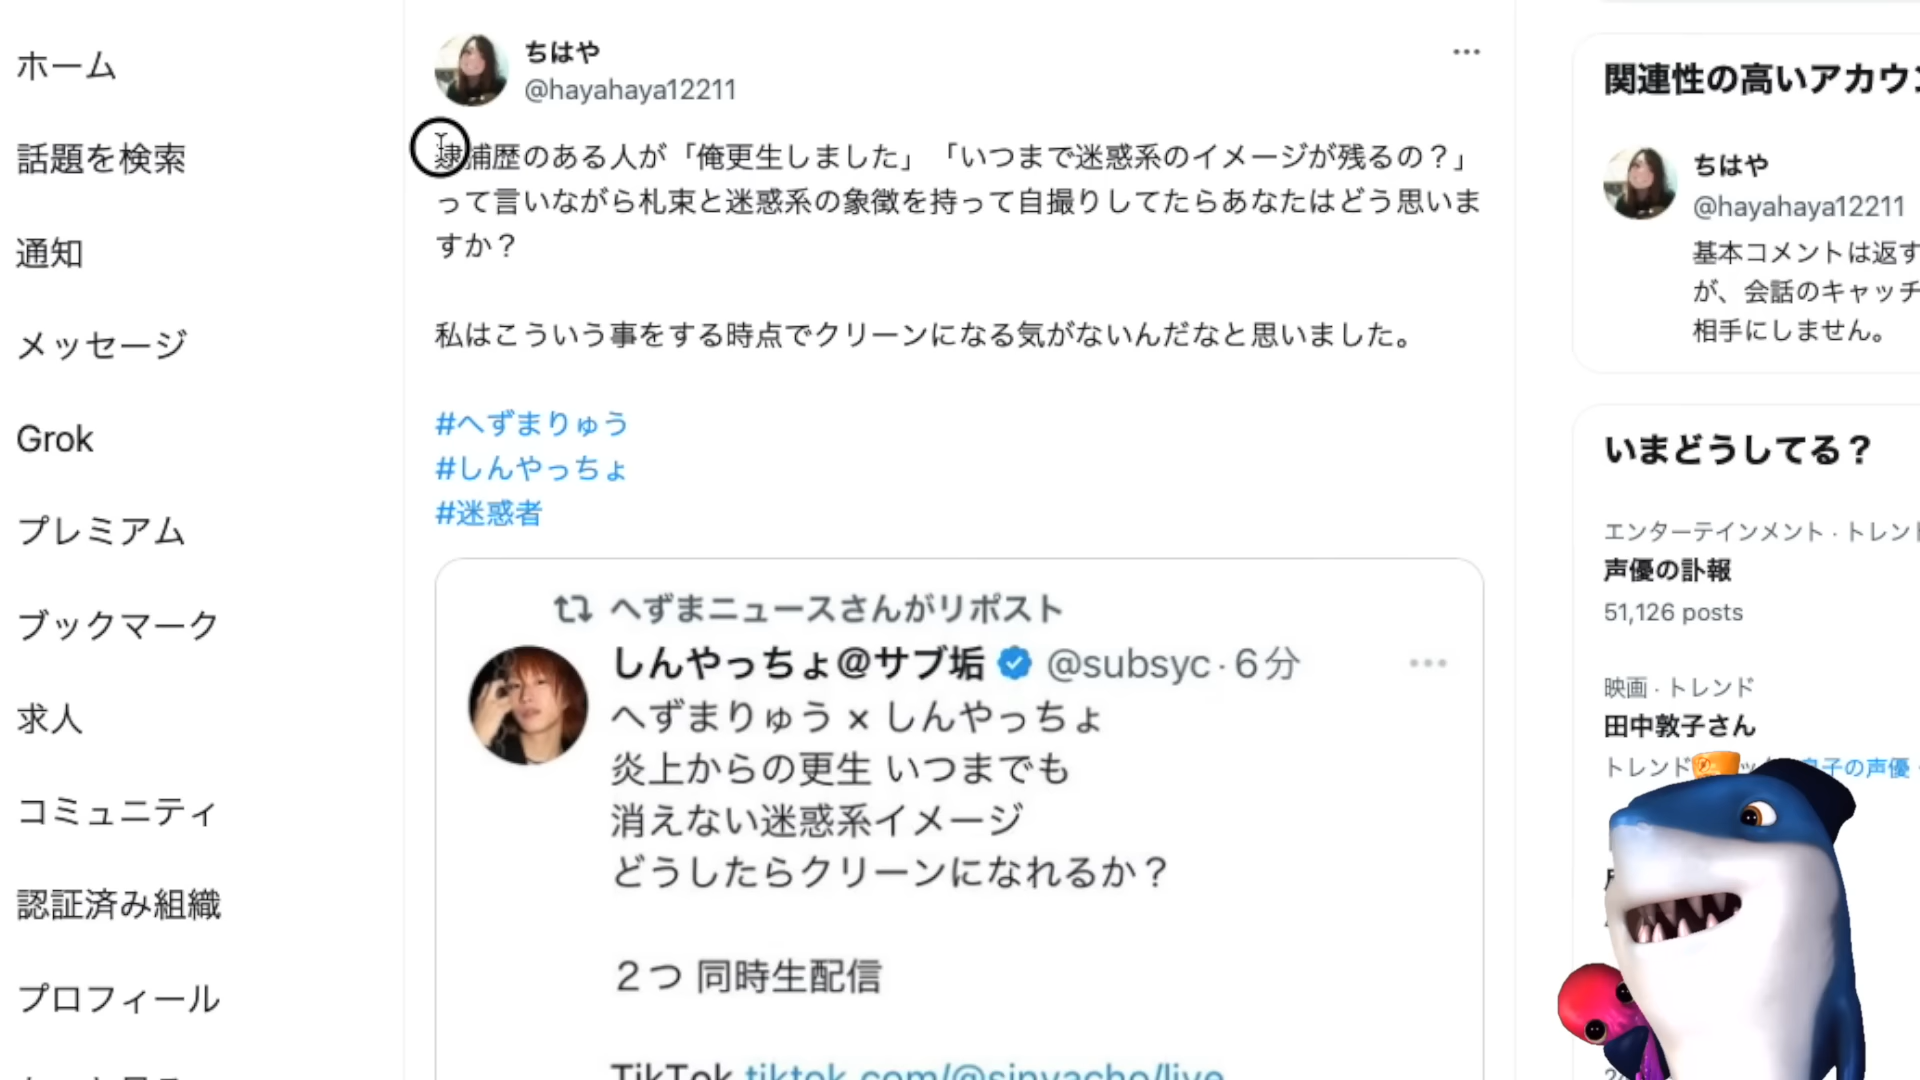 ホーム
話題を検索
通知
メッセージ
Grok
プレミアム
ブックマーク
求人
コミュニティ
認証済み組織
プロフィール
ちはや
@hayahaya12211
逮捕歴のある人が「俺更生しました」「いつまで迷惑系のイメージが残るの？」
って言いながら札束と迷惑系の象徴を持って自撮りしてたらあなたはどう思いま
すか？
私はこういう事をする時点でクリーンになる気がないんだなと思いました。
#へずまりゅう
#しんやっちょ
#迷惑者
へずまニュースさんがリポスト
しんやっちょ@サブ垢 @subsyc·6分
へずまりゅう × しんやっちょ
炎上からの更生 いつまでも
消えない迷惑系イメージ
どうしたらクリーンになれるか？
２つ 同時生配信
TikTok tiktok.com/@sinyacho/live
関連性の高いアカウン
ちはや
@hayahaya12211
基本コメントは返す
が、会話のキャッチ
相手にしません。
いまどうしてる？
エンターテインメント · トレンド
声優の訃報
51,126 posts
映画 · トレンド
田中敦子さん
トレンド
息子の声優